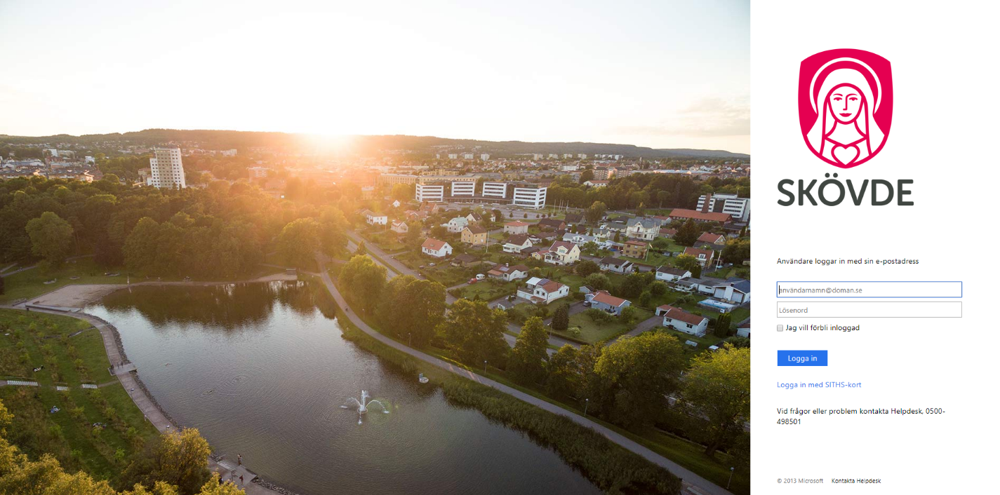 SKÖVDE
Användare loggar in med sin e-postadress
användarnamn@doman.se
Lösenord
Jag vill förbli inloggad
Logga in
Logga in med SITHS-kort
Vid frågor eller problem kontakta Helpdesk, 0500-
498501
© 2013 Microsoft Kontakta Helpdesk